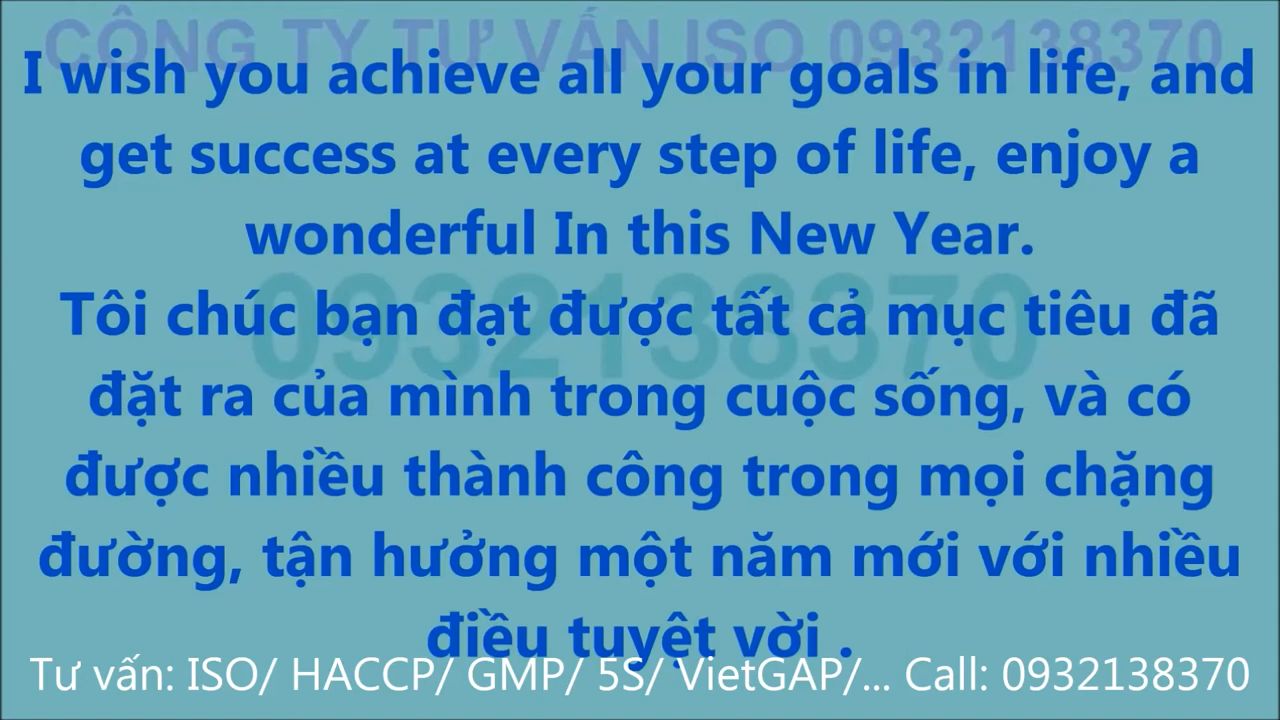 CÔNG TY TƯ VẤN ISO 0932138370
I wish you achieve all your goals in life, and
get success at every step of life, enjoy a
wonderful In this New Year.
0932138370
Tôi chúc bạn đạt được tất cả mục tiêu đã
đặt ra của mình trong cuộc sống, và có
được nhiều thành công trong mọi chặng
đường, tận hưởng một năm mới với nhiều
điều tuyệt vời .
Tư vấn: ISO/ HACCP/ GMP/ 5S/ VietGAP/... Call: 0932138370